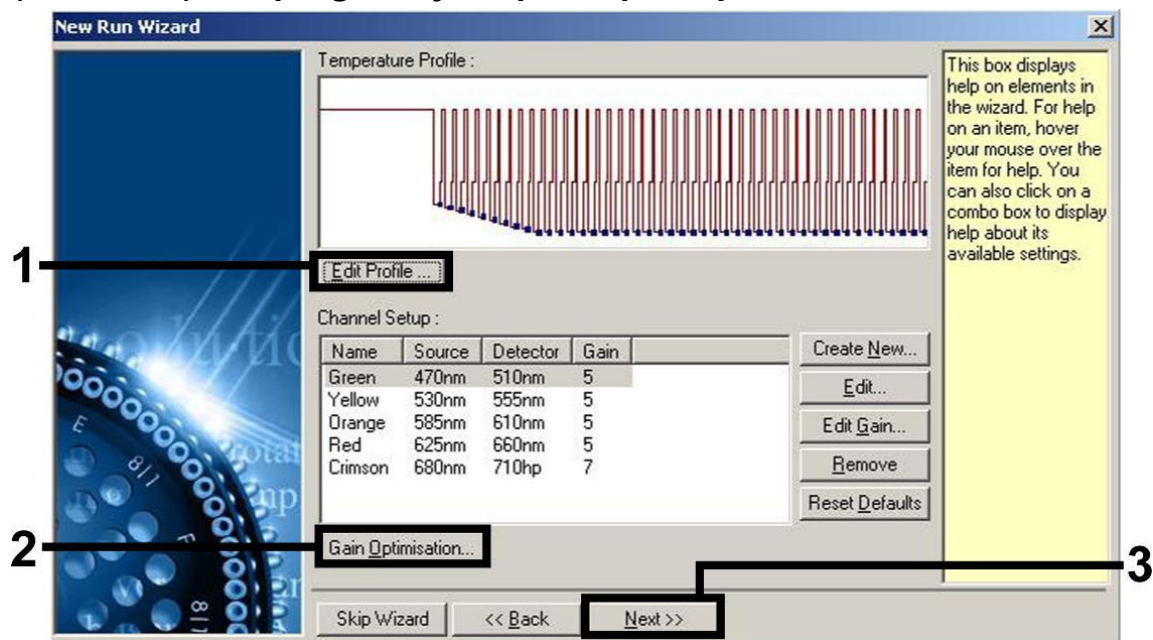 New Run Wizard
Temperature Profile :
This box displays
help on elements in
the wizard. For help
on an item, hover
your mouse over the
item for help. You
can also click on a
combo box to display
help about its
available settings.
1
Edit Profile ...
Channel Setup :
Name Source Detector Gain
Green 470nm 510nm 5
Yellow 530nm 555nm 5
Orange 585nm 610nm 5
Red 625nm 660nm 5
Crimson 680nm 710hp 7
Create New...
Edit...
Edit Gain...
Remove
Reset Defaults
2
Gain Optimisation...
3
Skip Wizard
<< Back
Next >>